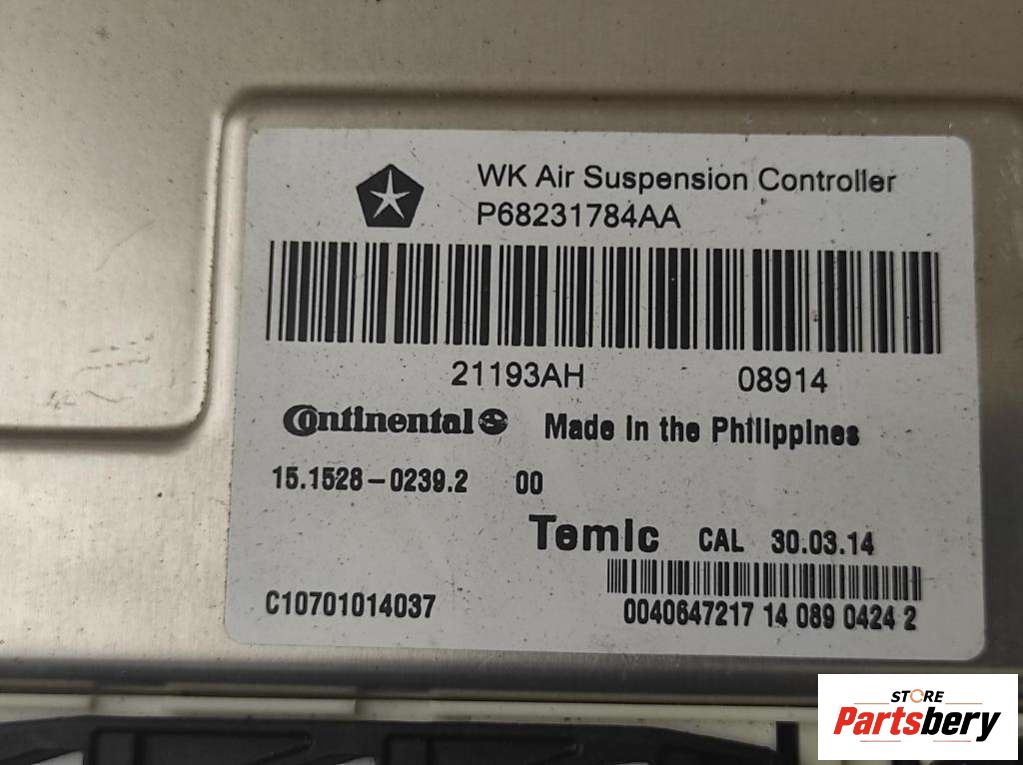 WK Air Suspension Controller
P68231784AA
21193AH 08914
Continental Made in the Philippines
15.1528-0239.2 00
Temic CAL 30.03.14
C10701014037
0040647217 14 089 0424 2
STORE
Partsbery